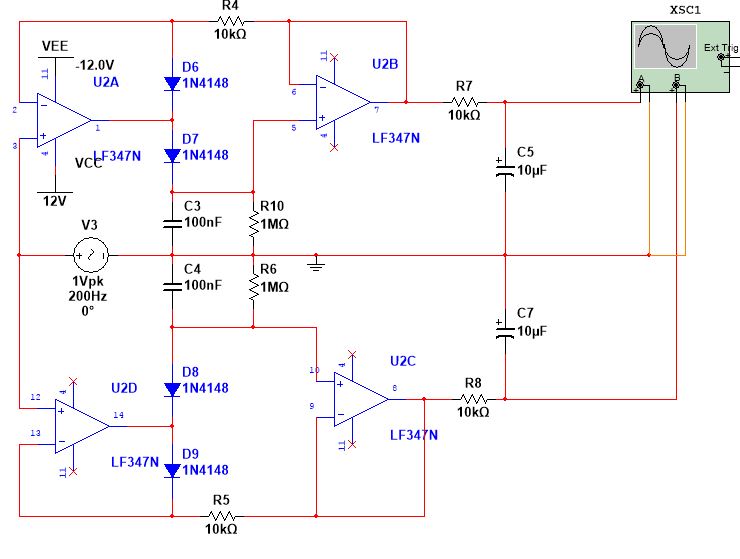 XSC1
Ext Trig
+
A
B
+
+
R4
10kΩ
VEE
-12.0V
11
U2A
2
3
1
4
LF347N
VCC
12V
D6
1N4148
D7
1N4148
11
U2B
6
5
7
4
LF347N
R7
10kΩ
C5
10µF
C3
100nF
R10
1MΩ
V3
1Vpk
200Hz
0°
C4
100nF
R6
1MΩ
C7
10µF
D8
1N4148
4
U2D
12
13
14
11
LF347N
D9
1N4148
4
U2C
10
9
8
11
LF347N
R8
10kΩ
R5
10kΩ